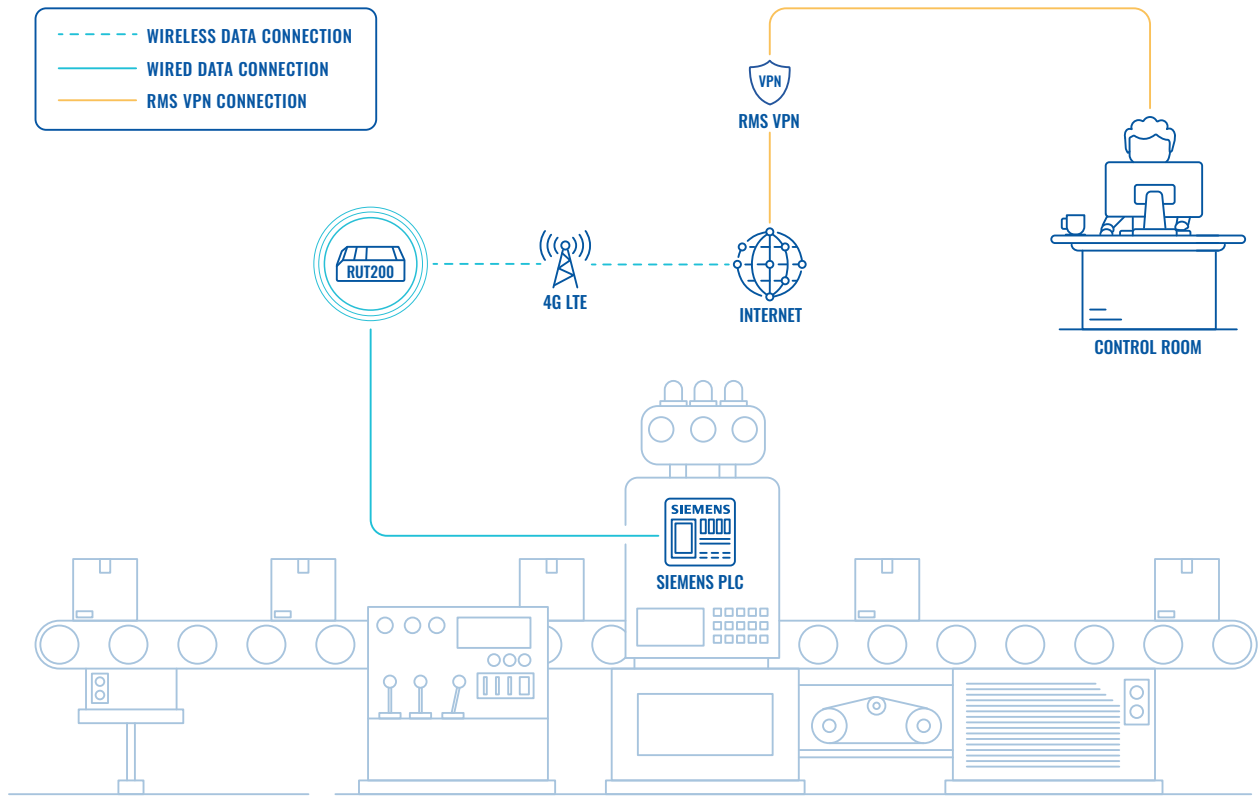 WIRELESS DATA CONNECTION
WIRED DATA CONNECTION
RMS VPN CONNECTION
VPN
RMS VPN
RUT200
4G LTE
INTERNET
CONTROL ROOM
SIEMENS
SIEMENS PLC